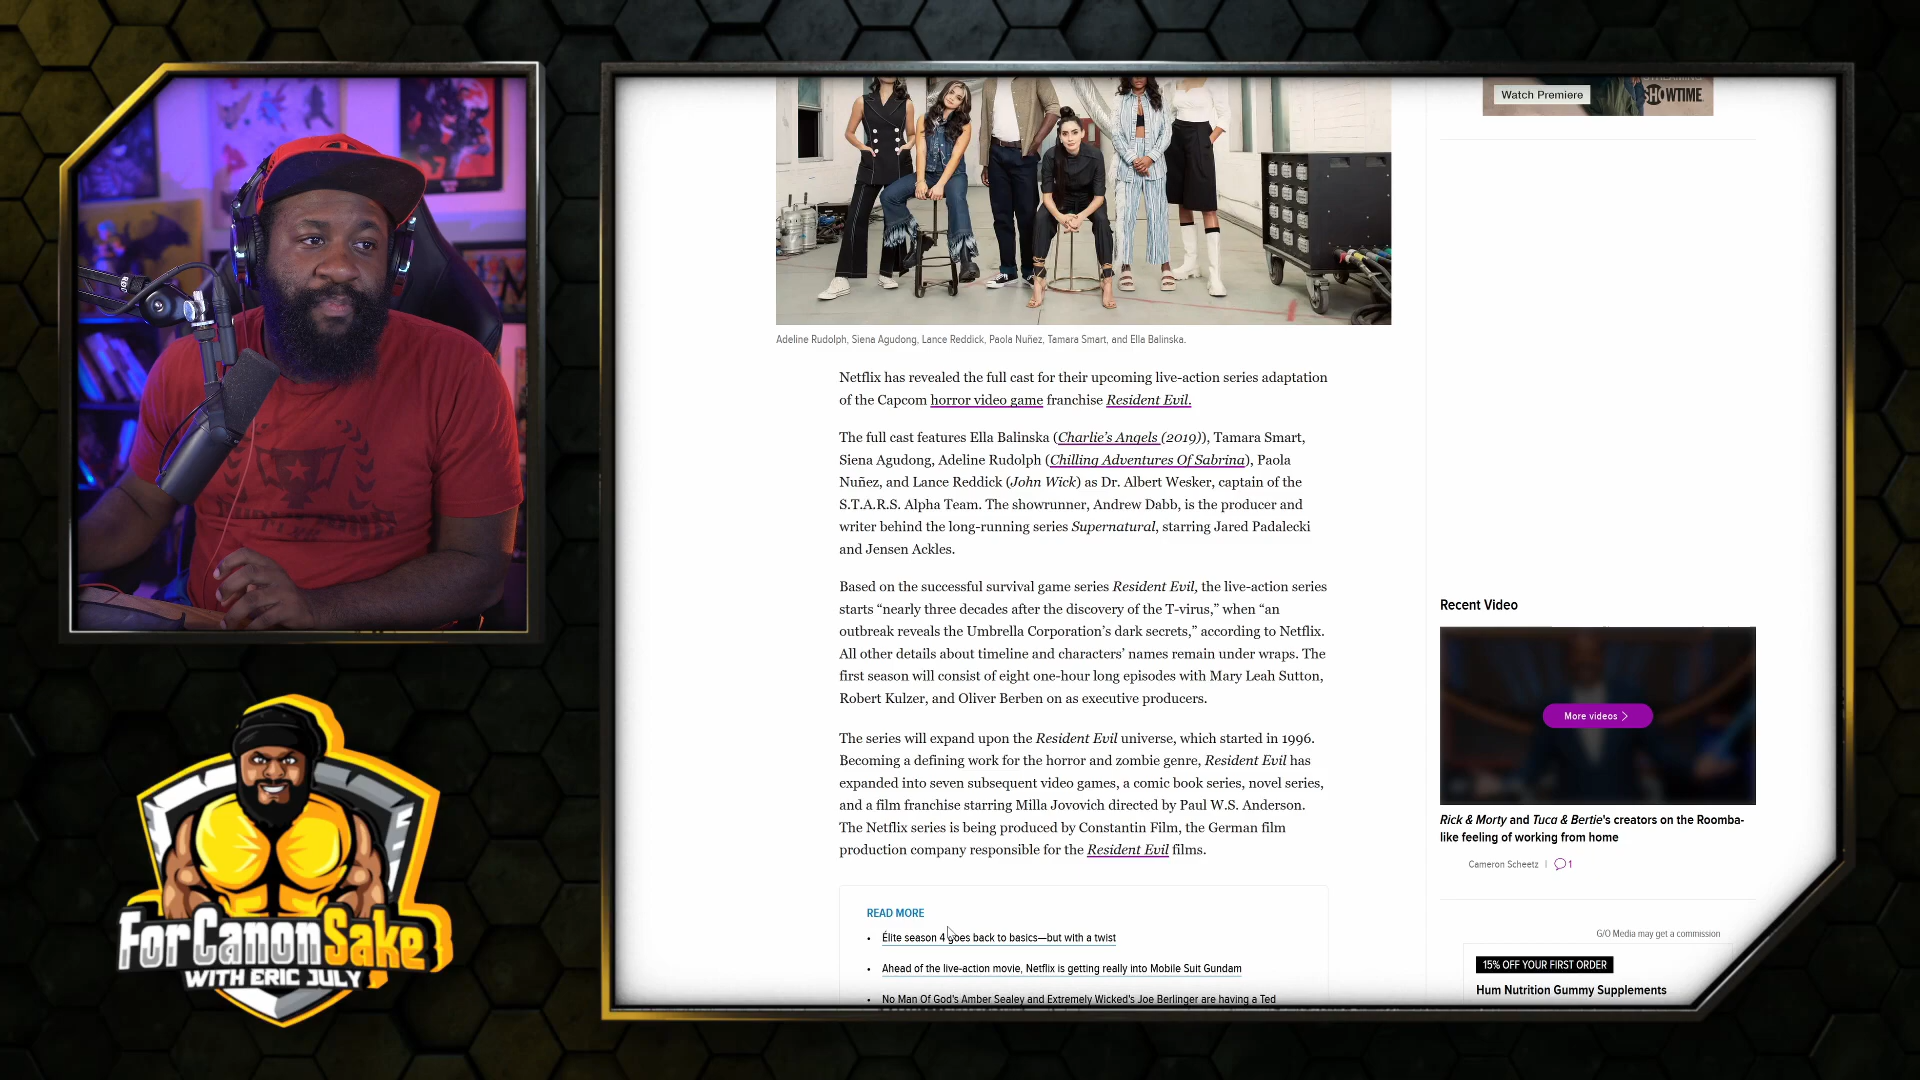 STREAMING
Watch Premiere
SHOWTIME
Adeline Rudolph, Siena Agudong, Lance Reddick, Paola Nuñez, Tamara Smart, and Ella Balinska.
Netflix has revealed the full cast for their upcoming live-action series adaptation
of the Capcom horror video game franchise Resident Evil.
The full cast features Ella Balinska (Charlie's Angels (2019)), Tamara Smart,
Siena Agudong, Adeline Rudolph (Chilling Adventures Of Sabrina), Paola
Nuñez, and Lance Reddick (John Wick) as Dr. Albert Wesker, captain of the
S.T.A.R.S. Alpha Team. The showrunner, Andrew Dabb, is the producer and
writer behind the long-running series Supernatural, starring Jared Padalecki
and Jensen Ackles.
Based on the successful survival game series Resident Evil, the live-action series
starts “nearly three decades after the discovery of the T-virus,” when “an
outbreak reveals the Umbrella Corporation’s dark secrets,” according to Netflix.
All other details about timeline and characters’ names remain under wraps. The
first season will consist of eight one-hour long episodes with Mary Leah Sutton,
Robert Kulzer, and Oliver Berben on as executive producers.
The series will expand upon the Resident Evil universe, which started in 1996.
Becoming a defining work for the horror and zombie genre, Resident Evil has
expanded into seven subsequent video games, a comic book series, novel series,
and a film franchise starring Milla Jovovich directed by Paul W.S. Anderson.
The Netflix series is being produced by Constantin Film, the German film
production company responsible for the Resident Evil films.
READ MORE
• Élite season 4 goes back to basics—but with a twist
• Ahead of the live-action movie, Netflix is getting really into Mobile Suit Gundam
• No Man Of God's Amber Sealey and Extremely Wicked's Joe Berlinger are having a Ted
Recent Video
More videos >
Rick & Morty and Tuca & Bertie's creators on the Roomba-
like feeling of working from home
Cameron Scheetz | 1
G/O Media may get a commission
15% OFF YOUR FIRST ORDER
Hum Nutrition Gummy Supplements
ForCanonSake
WITH ERIC JULY